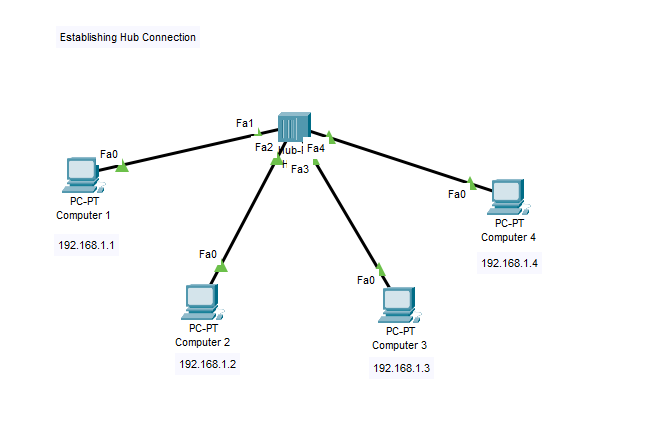 Establishing Hub Connection
Fa1
Fa0
PC-PT
Computer 1
192.168.1.1
Fa2
Fa4
Fa3
Fa0
PC-PT
Computer 4
192.168.1.4
Fa0
PC-PT
Computer 2
192.168.1.2
Fa0
PC-PT
Computer 3
192.168.1.3